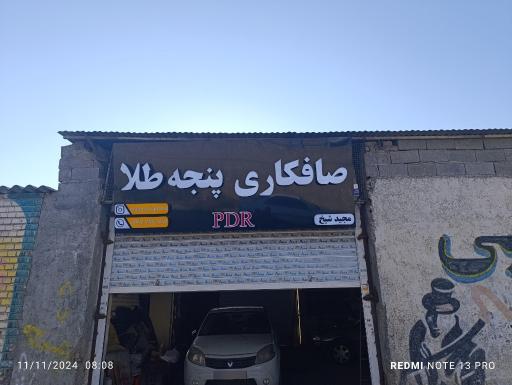 صافکاری پنجه طلا
PDR
مجید شیخ
11/11/2024 08:08
REDMI NOTE 13 PRO